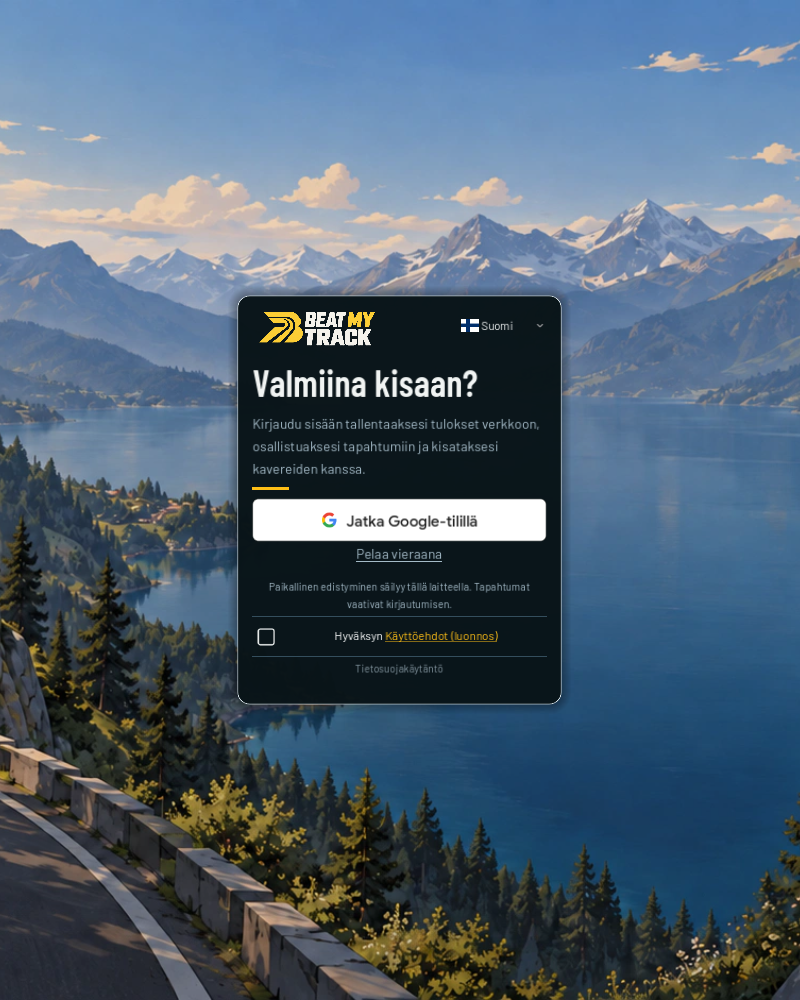 BEAT MY
TRACK
Suomi
Valmiina kisaan?
Kirjaudu sisään tallentaaksesi tulokset verkkoon,
osallistuaksesi tapahtumiin ja kisataksesi
kavereiden kanssa.
Jatka Google-tilillä
Pelaa vieraana
Paikallinen edistyminen säilyy tällä laitteella. Tapahtumat
vaativat kirjautumisen.
Hyväksyn Käyttöehdot (luonnos)
Tietosuojakäytäntö